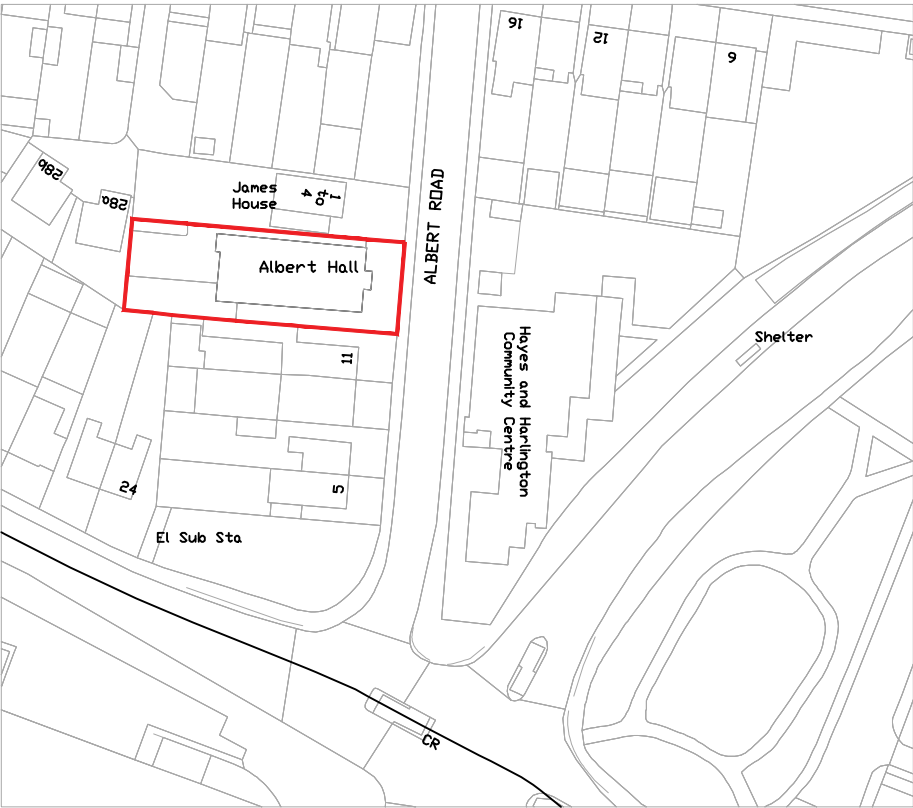 16
12
6
28b
28a
James
House
1
to
4
ALBERT ROAD
Albert Hall
Shelter
11
Hayes and Harlington
Community Centre
24
5
El Sub Sta
CR